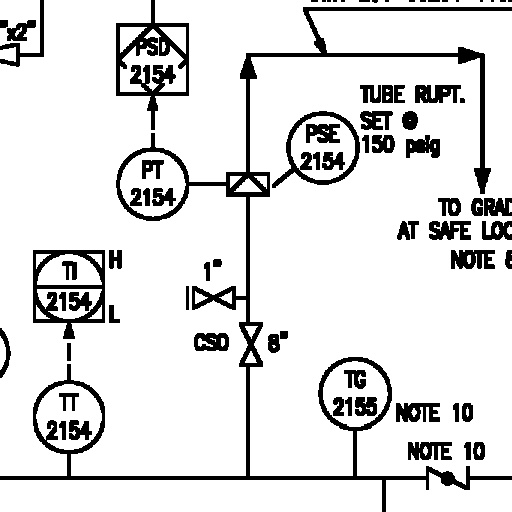 "x2"
PSD
2154
TUBE RUPT.
SET @
150 psig
PSE
2154
PT
2154
TO GRAD
AT SAFE LOC
NOTE 8
H
TI
2154
L
1"
CSO
8"
TG
2155
NOTE 10
TT
2154
NOTE 10